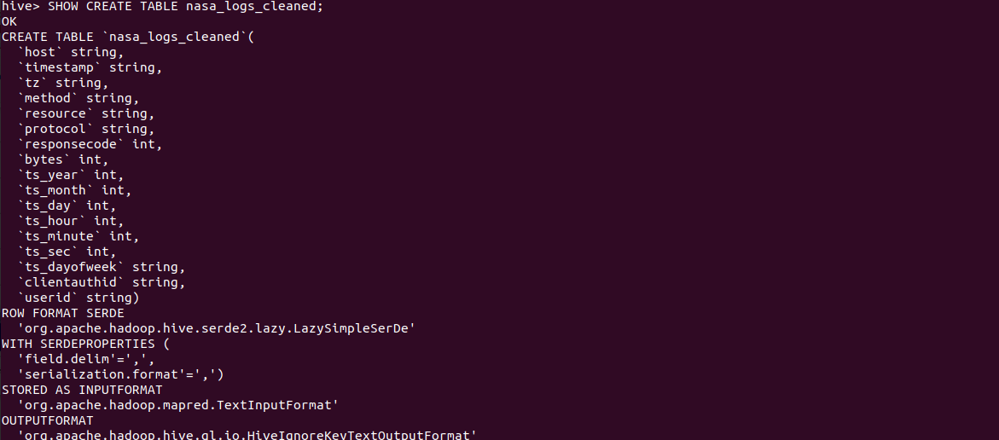 hive> SHOW CREATE TABLE nasa_logs_cleaned;
OK
CREATE TABLE `nasa_logs_cleaned`(
  `host` string,
  `timestamp` string,
  `tz` string,
  `method` string,
  `resource` string,
  `protocol` string,
  `responsecode` int,
  `bytes` int,
  `ts_year` int,
  `ts_month` int,
  `ts_day` int,
  `ts_hour` int,
  `ts_minute` int,
  `ts_sec` int,
  `ts_dayofweek` string,
  `clientauthid` string,
  `userid` string)
ROW FORMAT SERDE
  'org.apache.hadoop.hive.serde2.lazy.LazySimpleSerDe'
WITH SERDEPROPERTIES (
  'field.delim'=',',
  'serialization.format'=',')
STORED AS INPUTFORMAT
  'org.apache.hadoop.mapred.TextInputFormat'
OUTPUTFORMAT
  'org.apache.hadoop.hive.ql.io.HiveIgnoreKeyTextOutputFormat'